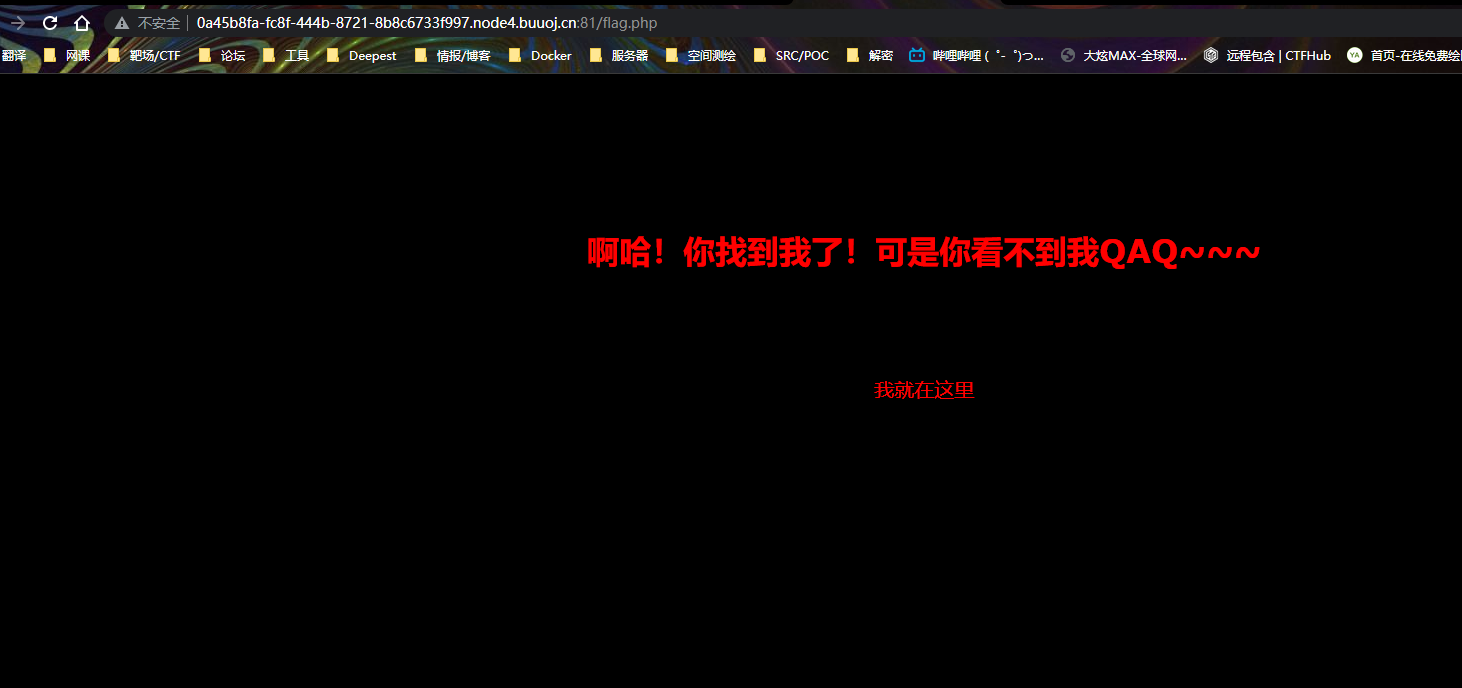 不安全 0a45b8fa-fc8f-444b-8721-8b8c6733f997.node4.buuoj.cn:81/flag.php
翻译 网课 靶场/CTF 论坛 工具 Deepest 情报/博客 Docker 服务器 空间测绘 SRC/POC 解密 哔哩哔哩 ( ゜- ゜)つ... 大炫MAX-全球网... 远程包含 | CTFHub YA 首页-在线免费绘
啊哈！你找到我了！可是你看不到我QAQ~~~
我就在这里